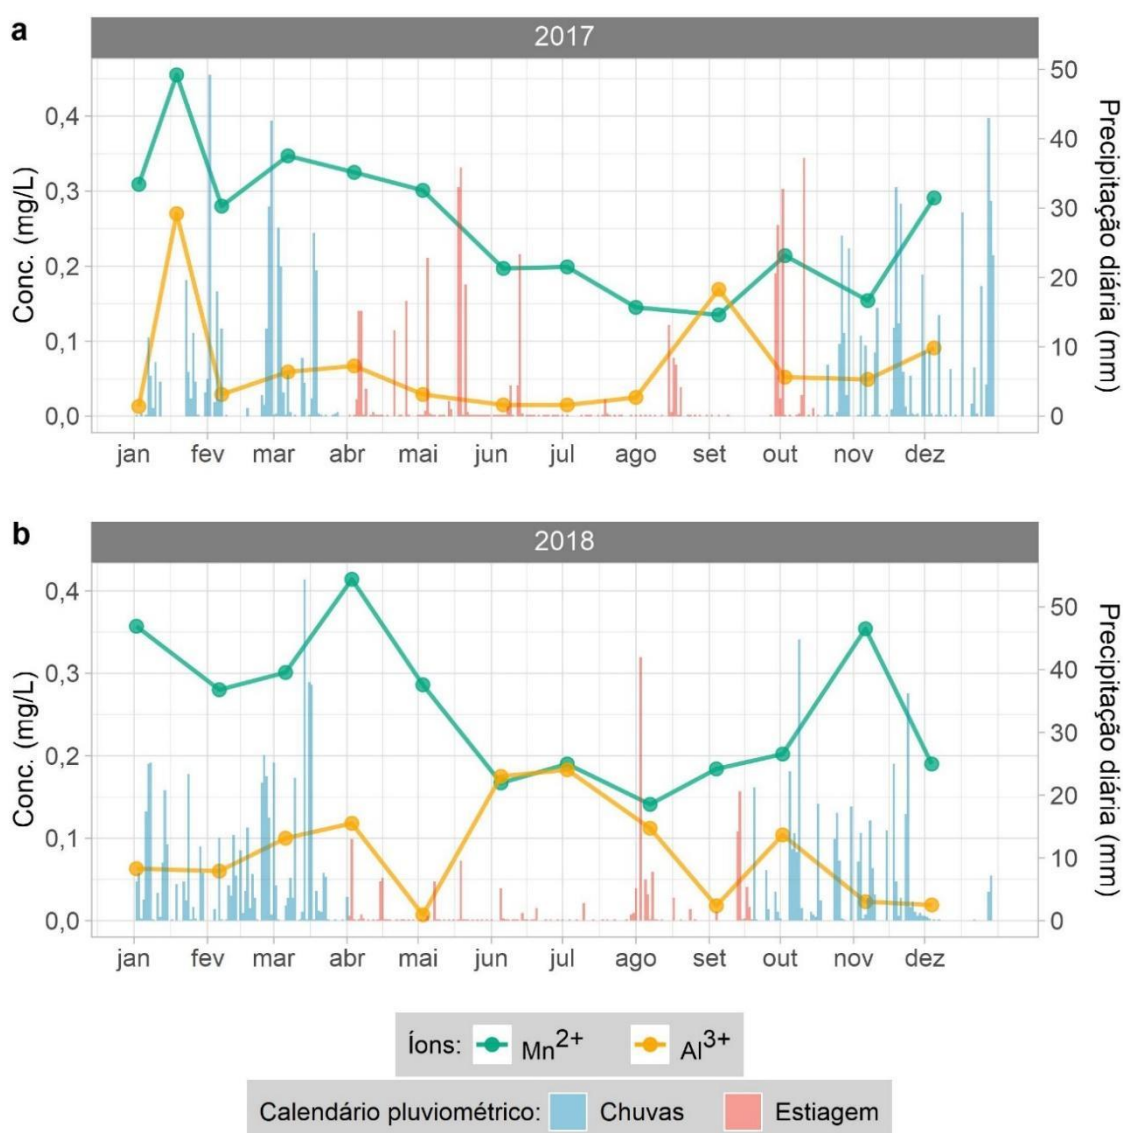 a
2017
Conc. (mg/L)
0,4
0,3
0,2
0,1
0,0
50
40
30
20
10
0
Precipitação diária (mm)
jan fev mar abr mai jun jul ago set out nov dez
b
2018
Conc. (mg/L)
0,4
0,3
0,2
0,1
0,0
50
40
30
20
10
0
Precipitação diária (mm)
jan fev mar abr mai jun jul ago set out nov dez
Íons: Mn²⁺ Al³⁺
Calendário pluviométrico: Chuvas Estiagem